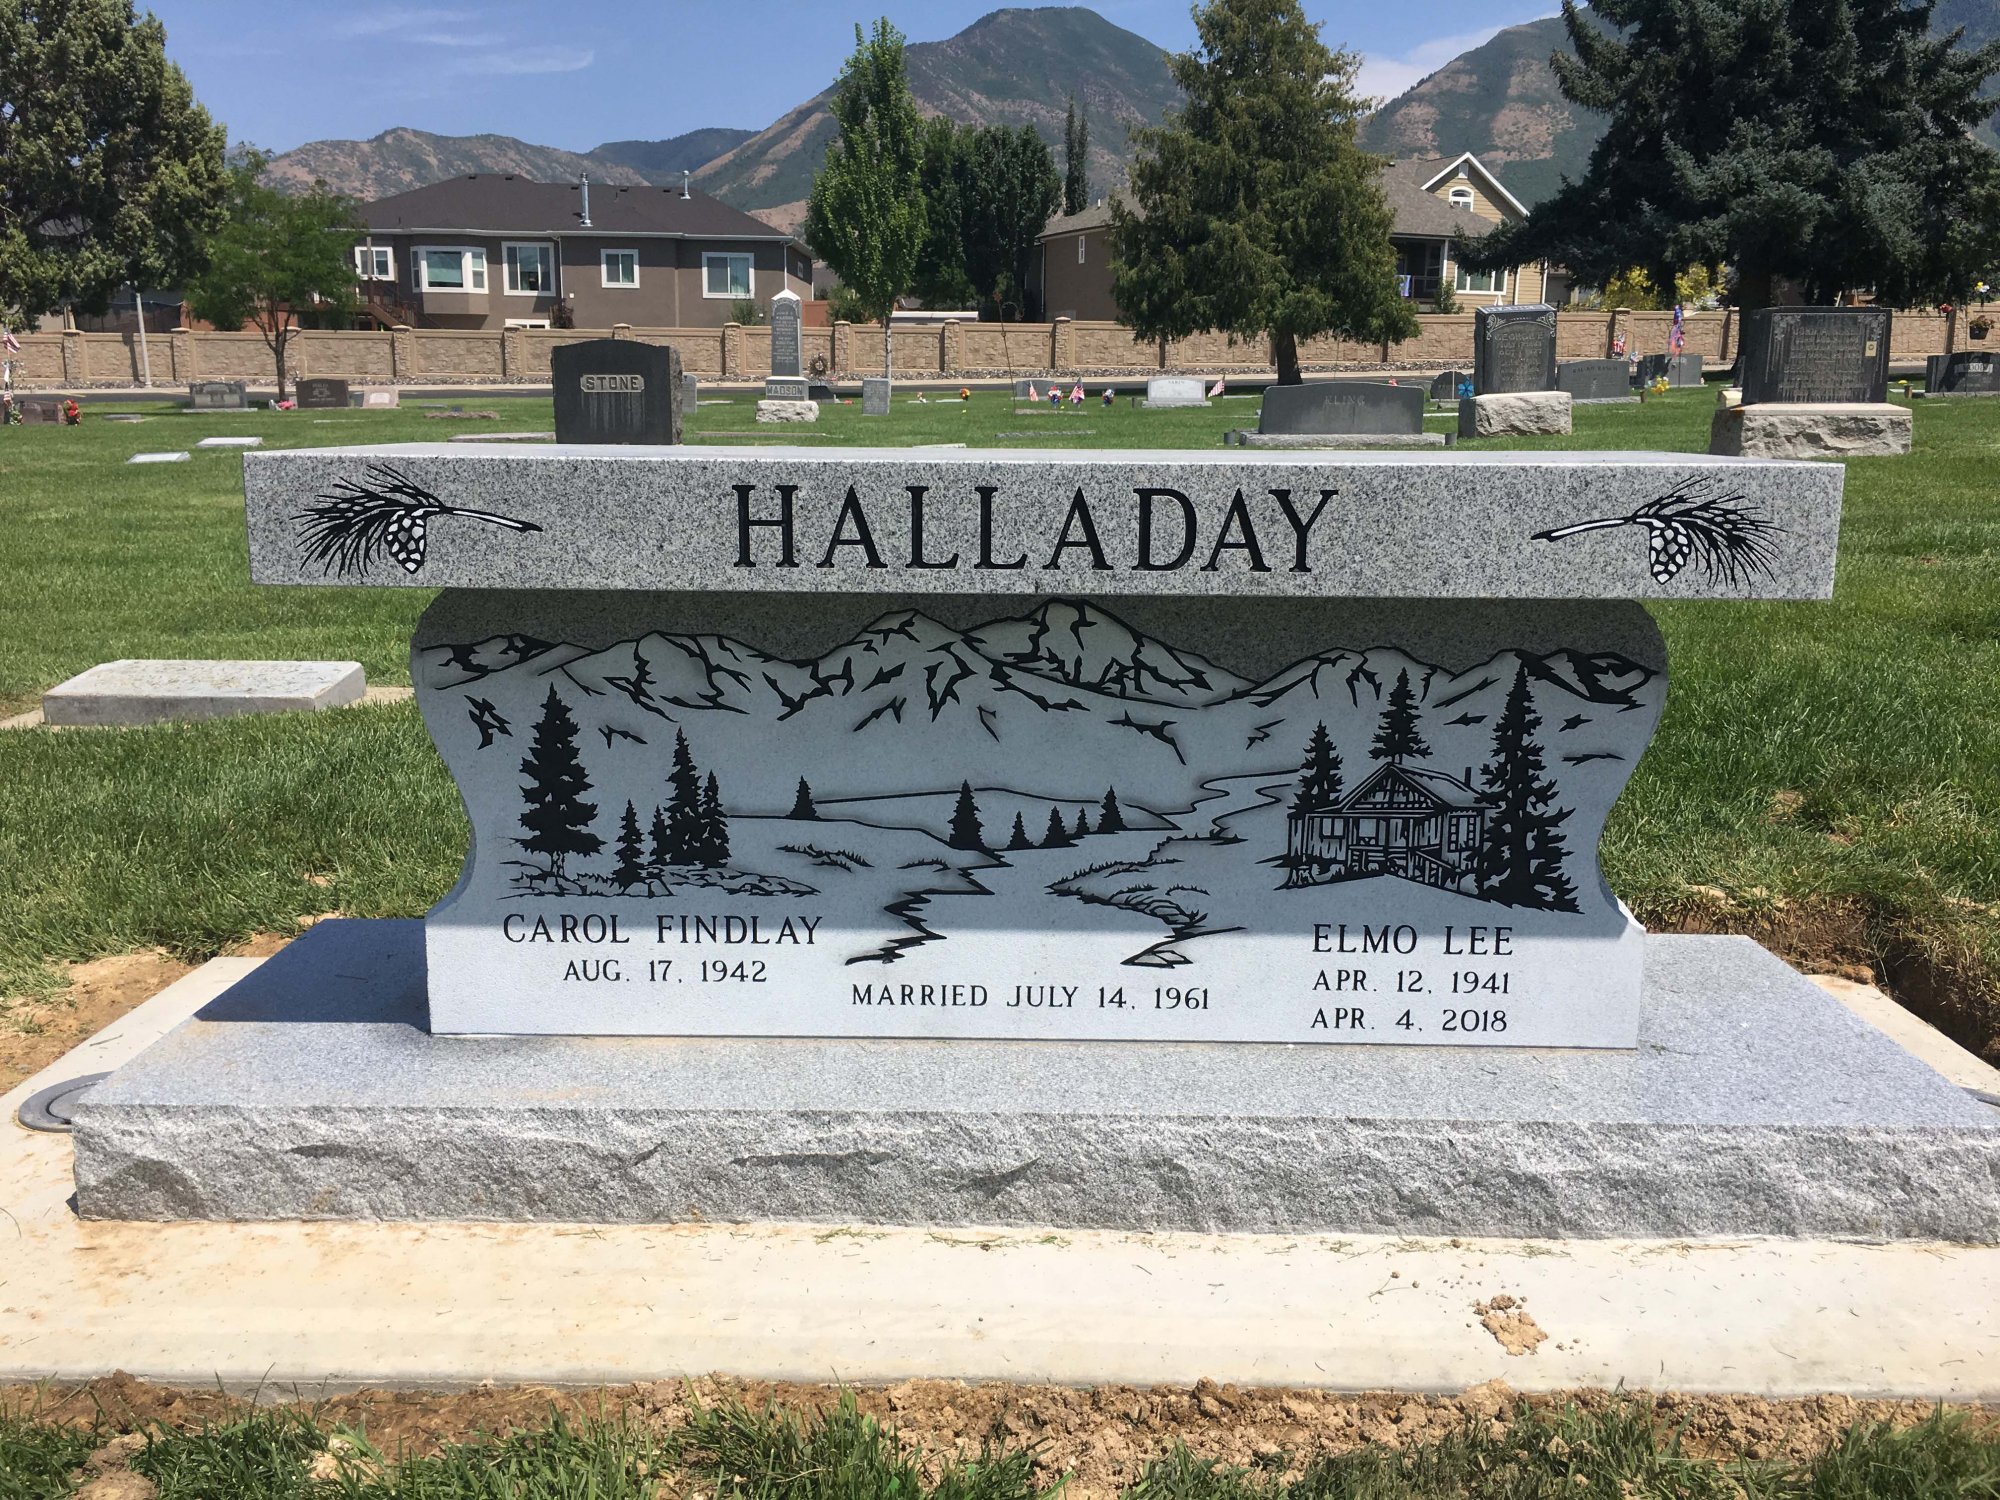 STONE
MADSON
KLING
HALLADAY
CAROL FINDLAY
AUG. 17, 1942
MARRIED JULY 14, 1961
ELMO LEE
APR. 12, 1941
APR. 4, 2018